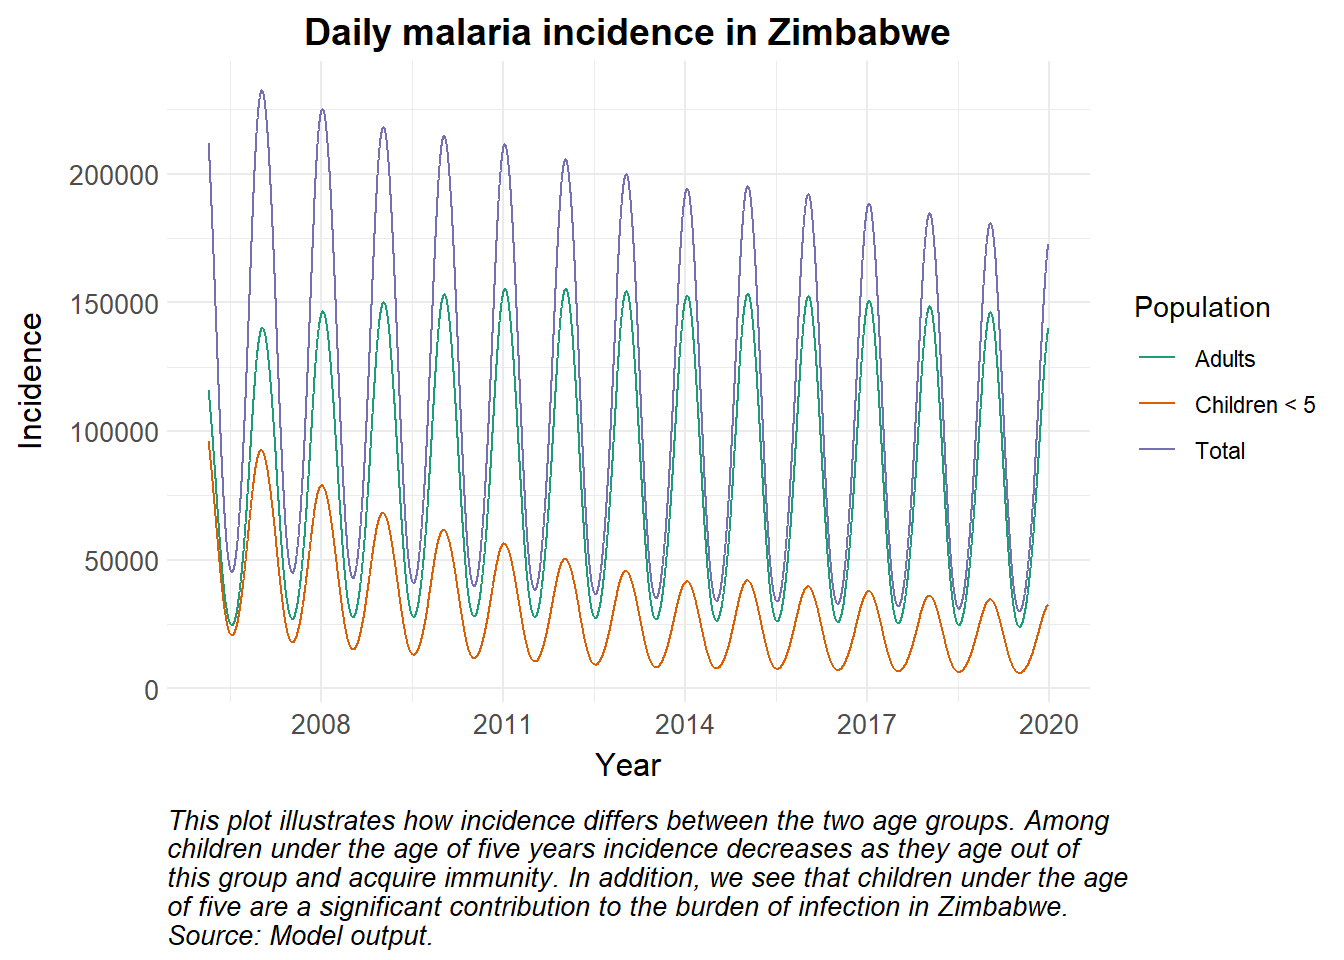 Daily malaria incidence in Zimbabwe
200000
150000
100000
50000
0
Incidence
2008 2011 2014 2017 2020
Year
Population
Adults
Children < 5
Total
This plot illustrates how incidence differs between the two age groups. Among
children under the age of five years incidence decreases as they age out of
this group and acquire immunity. In addition, we see that children under the age
of five are a significant contribution to the burden of infection in Zimbabwe.
Source: Model output.